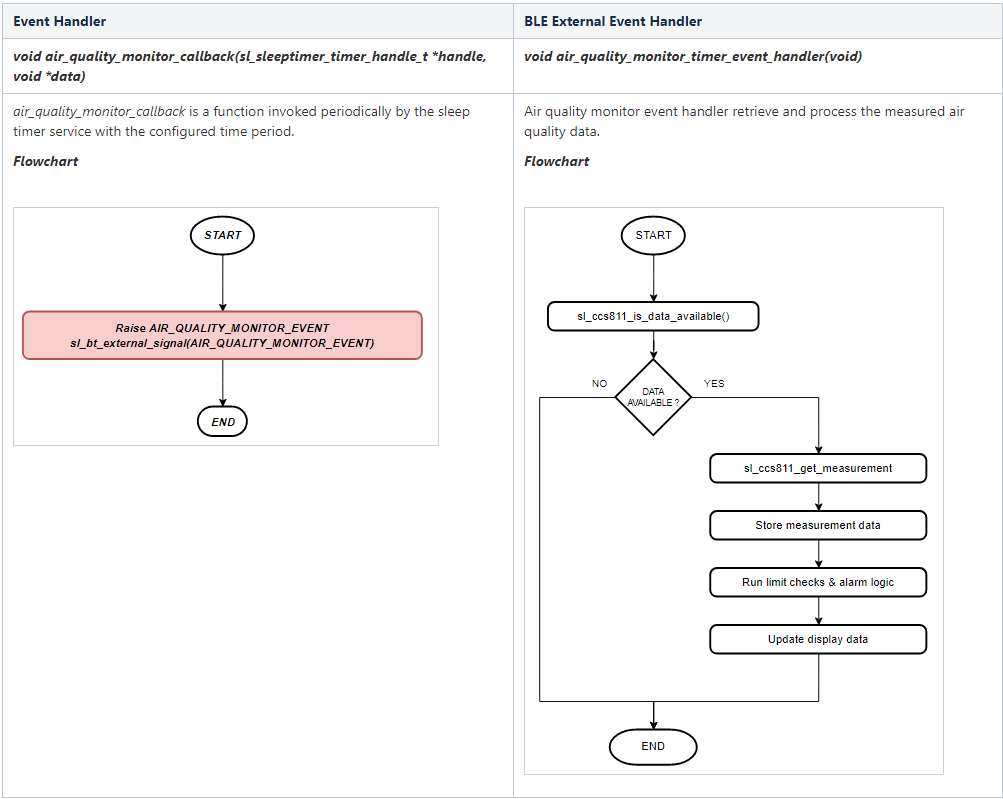 Event Handler
void air_quality_monitor_callback(sl_sleeptimer_timer_handle_t *handle,
void *data)
air_quality_monitor_callback is a function invoked periodically by the sleep
timer service with the configured time period.
Flowchart
START
Raise AIR_QUALITY_MONITOR_EVENT
sl_bt_external_signal(AIR_QUALITY_MONITOR_EVENT)
END
BLE External Event Handler
void air_quality_monitor_timer_event_handler(void)
Air quality monitor event handler retrieve and process the measured air
quality data.
Flowchart
START
sl_ccs811_is_data_available()
NO
DATA
AVAILABLE ?
YES
sl_ccs811_get_measurement
Store measurement data
Run limit checks & alarm logic
Update display data
END